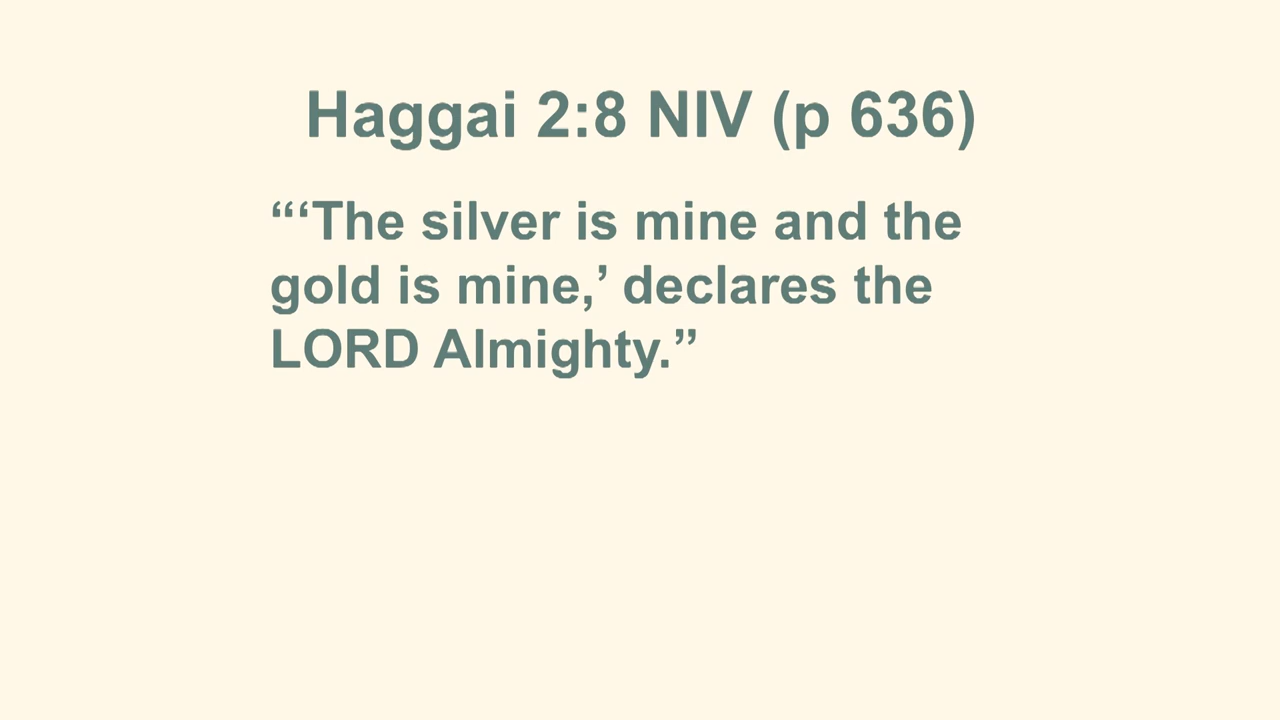 Haggai 2:8 NIV (p 636)
“‘The silver is mine and the
gold is mine,’ declares the
LORD Almighty.”